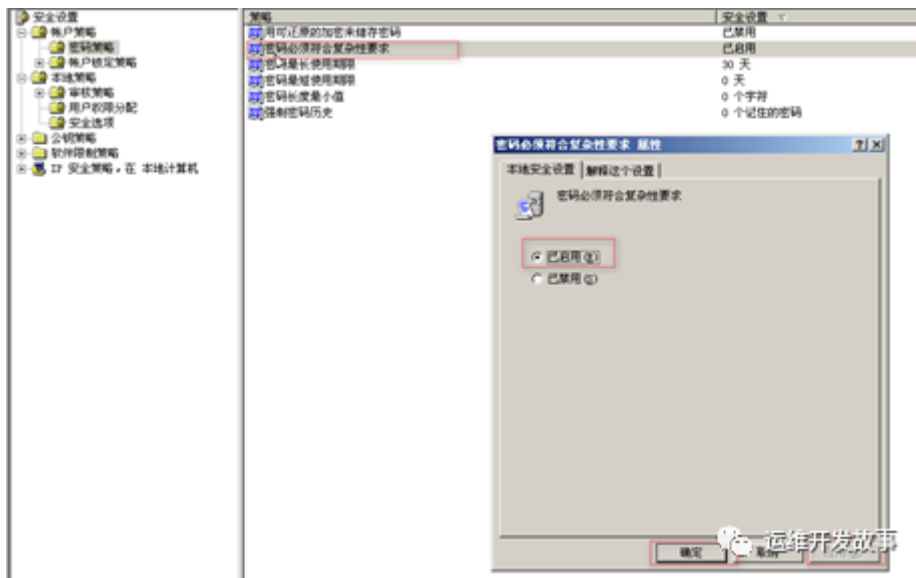 安全设置
帐户策略
密码策略
帐户锁定策略
本地策略
审核策略
用户权限分配
安全选项
公钥策略
软件限制策略
IP 安全策略，在 本地计算机
策略 安全设置
用可还原的加密来储存密码 已禁用
密码必须符合复杂性要求 已启用
密码最长使用期限 30 天
密码最短使用期限 0 天
密码长度最小值 0 个字符
强制密码历史 0 个记住的密码
密码必须符合复杂性要求 属性
本地安全设置 解释这个设置
密码必须符合复杂性要求
已启用(E)
已禁用(S)
确定 取消
运维开发故事